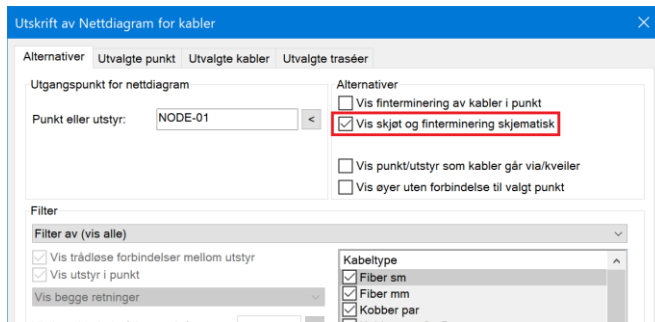 Utskrift av Nettdiagram for kabler
Alternativer Utvalgte punkt Utvalgte kabler Utvalgte traséer
Utgangspunkt for nettdiagram
Punkt eller utstyr: NODE-01 <
Alternativer
Vis finterminering av kabler i punkt
Vis skjøt og finterminering skjematisk
Vis punkt/utstyr som kabler går via/kveiler
Vis øyer uten forbindelse til valgt punkt
Filter
Filter av (vis alle)
Vis trådløse forbindelser mellom utstyr
Vis utstyr i punkt
Vis begge retninger
Kabeltype
Fiber sm
Fiber mm
Kobber par